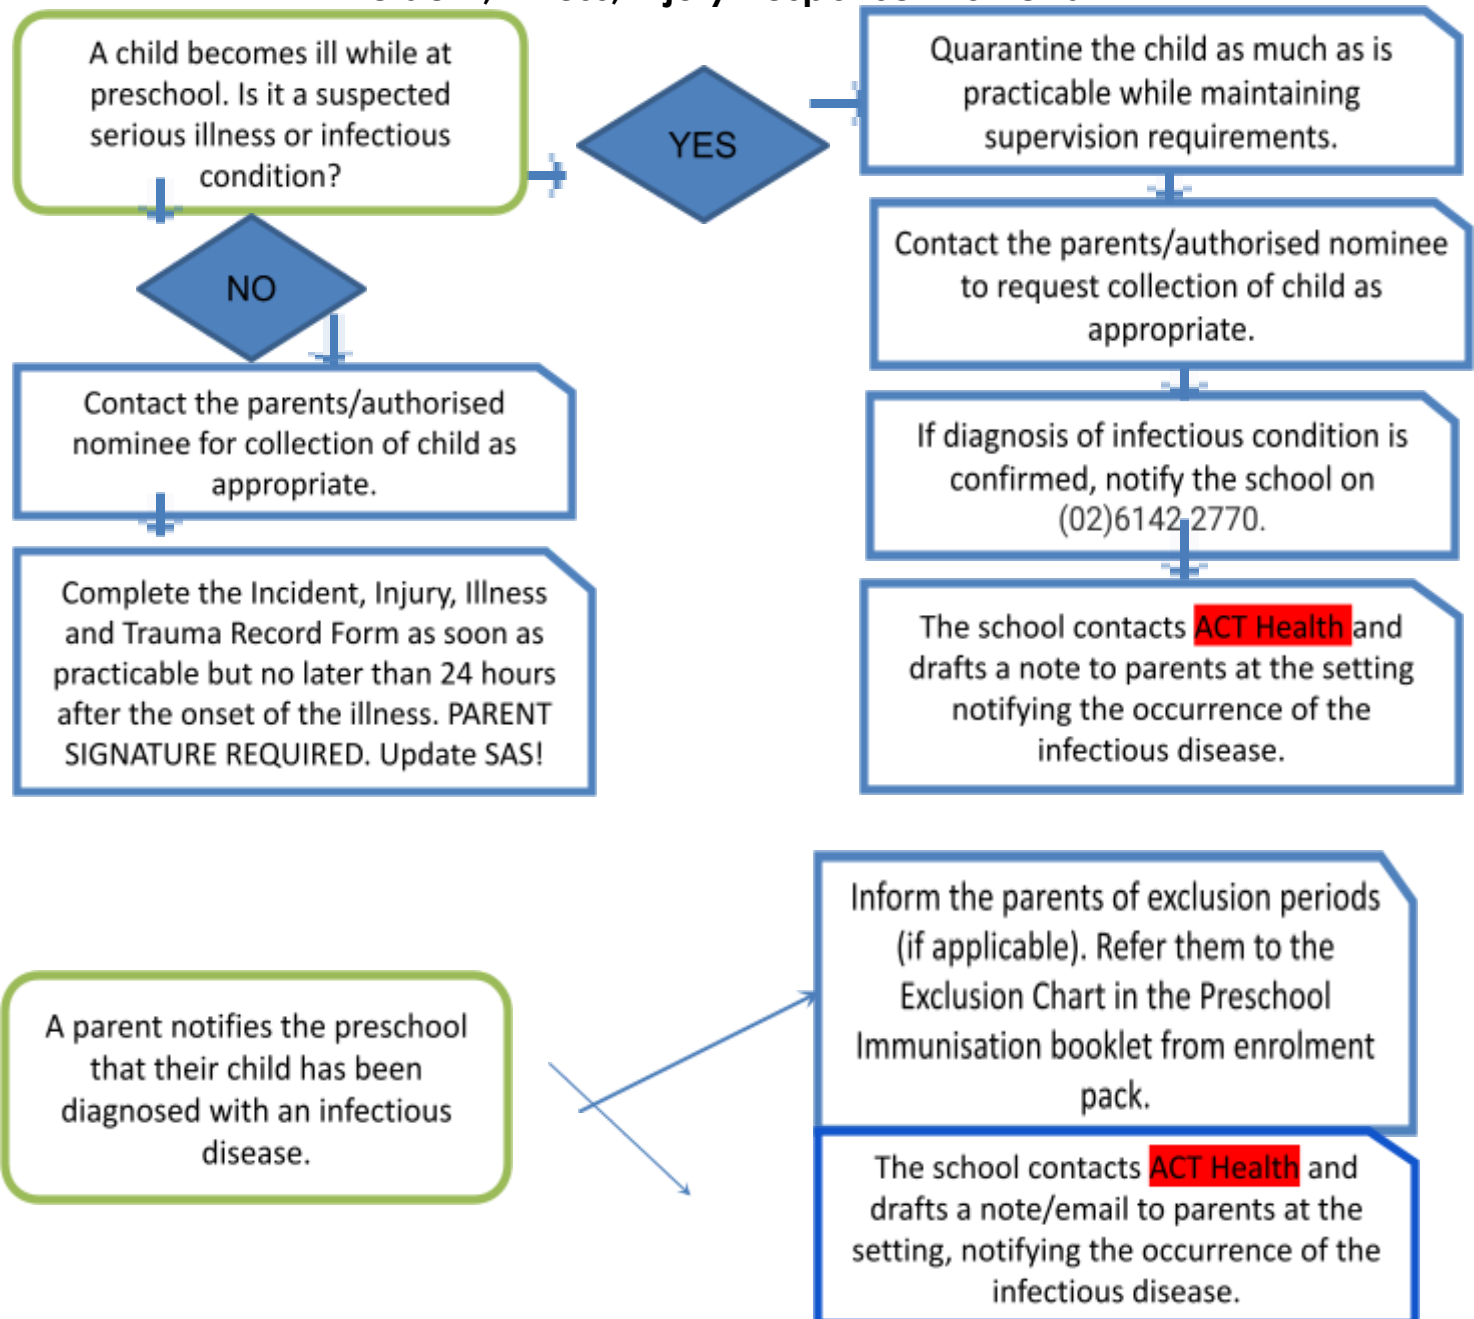 A child becomes ill while at
preschool. Is it a suspected
serious illness or infectious
condition?
YES
Quarantine the child as much as is
practicable while maintaining
supervision requirements.
NO
Contact the parents/authorised nominee
to request collection of child as
appropriate.
Contact the parents/authorised
nominee for collection of child as
appropriate.
If diagnosis of infectious condition is
confirmed, notify the school on
(02)6142 2770.
Complete the Incident, Injury, Illness
and Trauma Record Form as soon as
practicable but no later than 24 hours
after the onset of the illness. PARENT
SIGNATURE REQUIRED. Update SAS!
The school contacts ACT Health and
drafts a note to parents at the setting
notifying the occurrence of the
infectious disease.
A parent notifies the preschool
that their child has been
diagnosed with an infectious
disease.
Inform the parents of exclusion periods
(if applicable). Refer them to the
Exclusion Chart in the Preschool
Immunisation booklet from enrolment
pack.
The school contacts ACT Health and
drafts a note/email to parents at the
setting, notifying the occurrence of the
infectious disease.